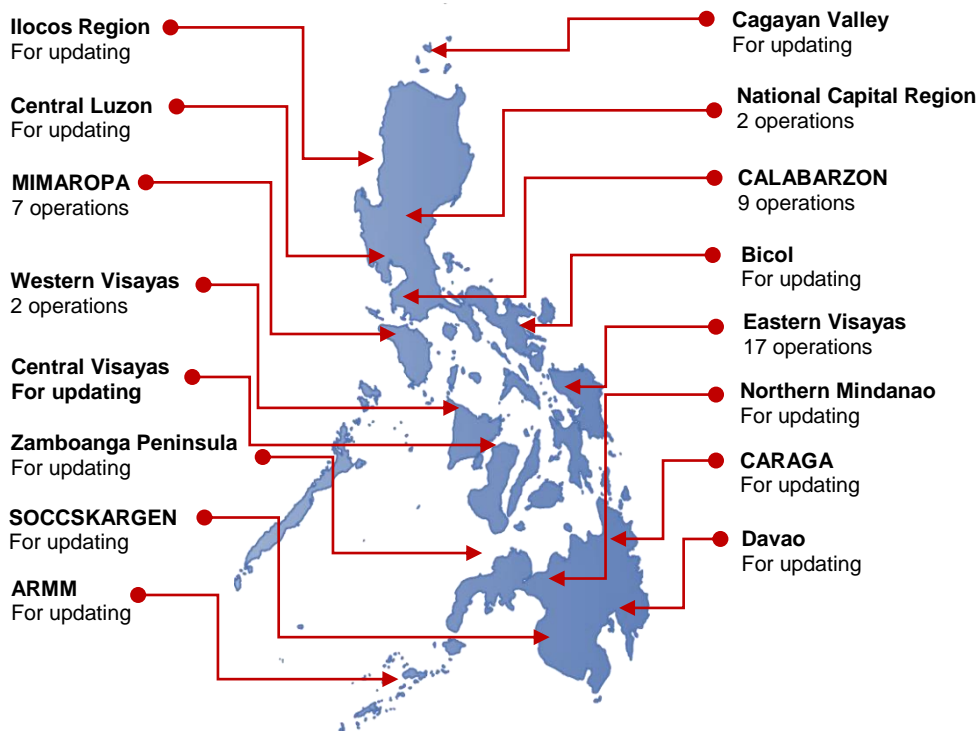 Ilocos Region
For updating
Central Luzon
For updating
MIMAROPA
7 operations
Western Visayas
2 operations
Central Visayas
For updating
Zamboanga Peninsula
For updating
SOCCSKARGEN
For updating
ARMM
For updating
Cagayan Valley
For updating
National Capital Region
2 operations
CALABARZON
9 operations
Bicol
For updating
Eastern Visayas
17 operations
Northern Mindanao
For updating
CARAGA
For updating
Davao
For updating